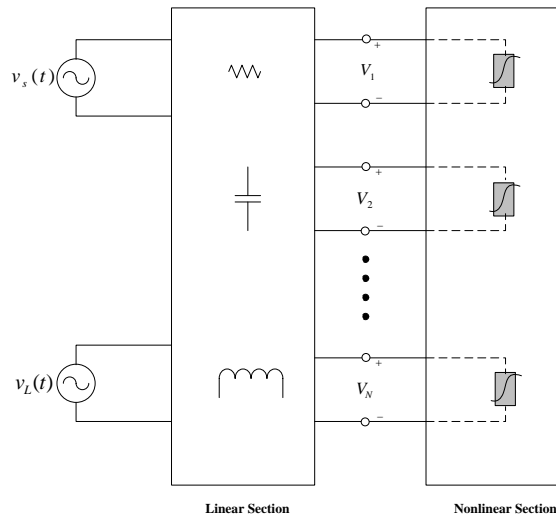 v_s(t)
+
V_1
−
+
V_2
−
v_L(t)
+
V_N
−
Linear Section
Nonlinear Section